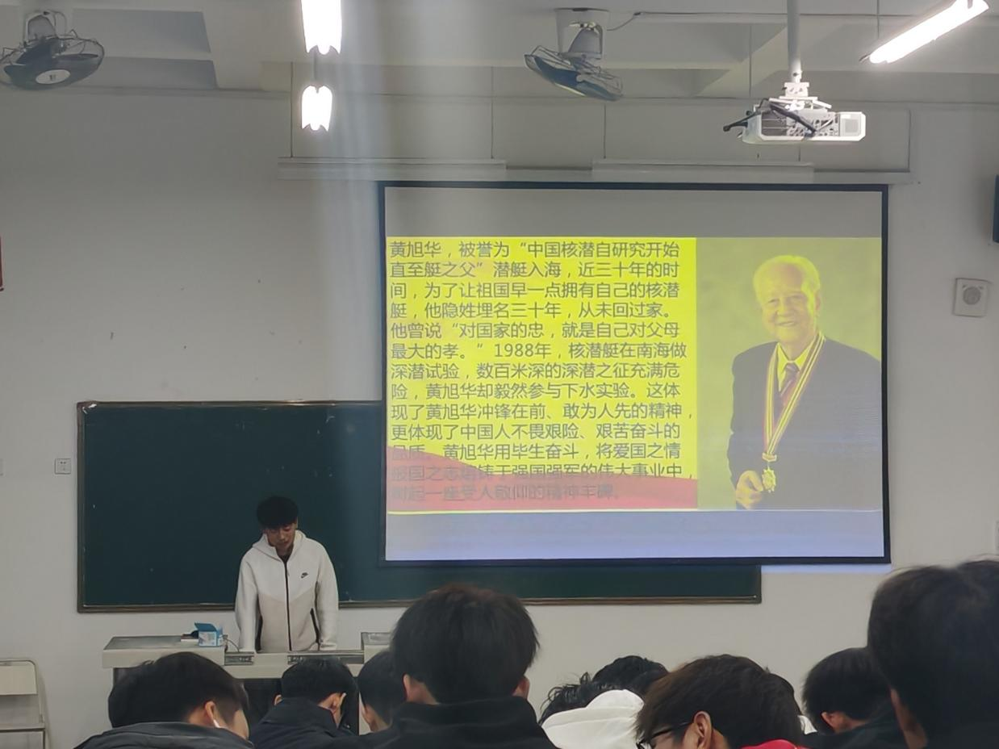 黄旭华，被誉为“中国核潜自研究开始
直至艇之父”潜艇入海，近三十年的时
间，为了让祖国早一点拥有自己的核潜
艇，他隐姓埋名三十年，从未回过家。
他曾说“对国家的忠，就是自己对父母
最大的孝。”1988年，核潜艇在南海做
深潜试验，数百米深的深潜之征充满危
险，黄旭华却毅然参与下水实验。这体
现了黄旭华冲锋在前、敢为人先的精神，
更体现了中国人不畏艰险、艰苦奋斗的
品质。黄旭华用毕生奋斗，将爱国之情
报国之志熔铸于强国强军的伟大事业中，
树起一座受人敬仰的精神丰碑。